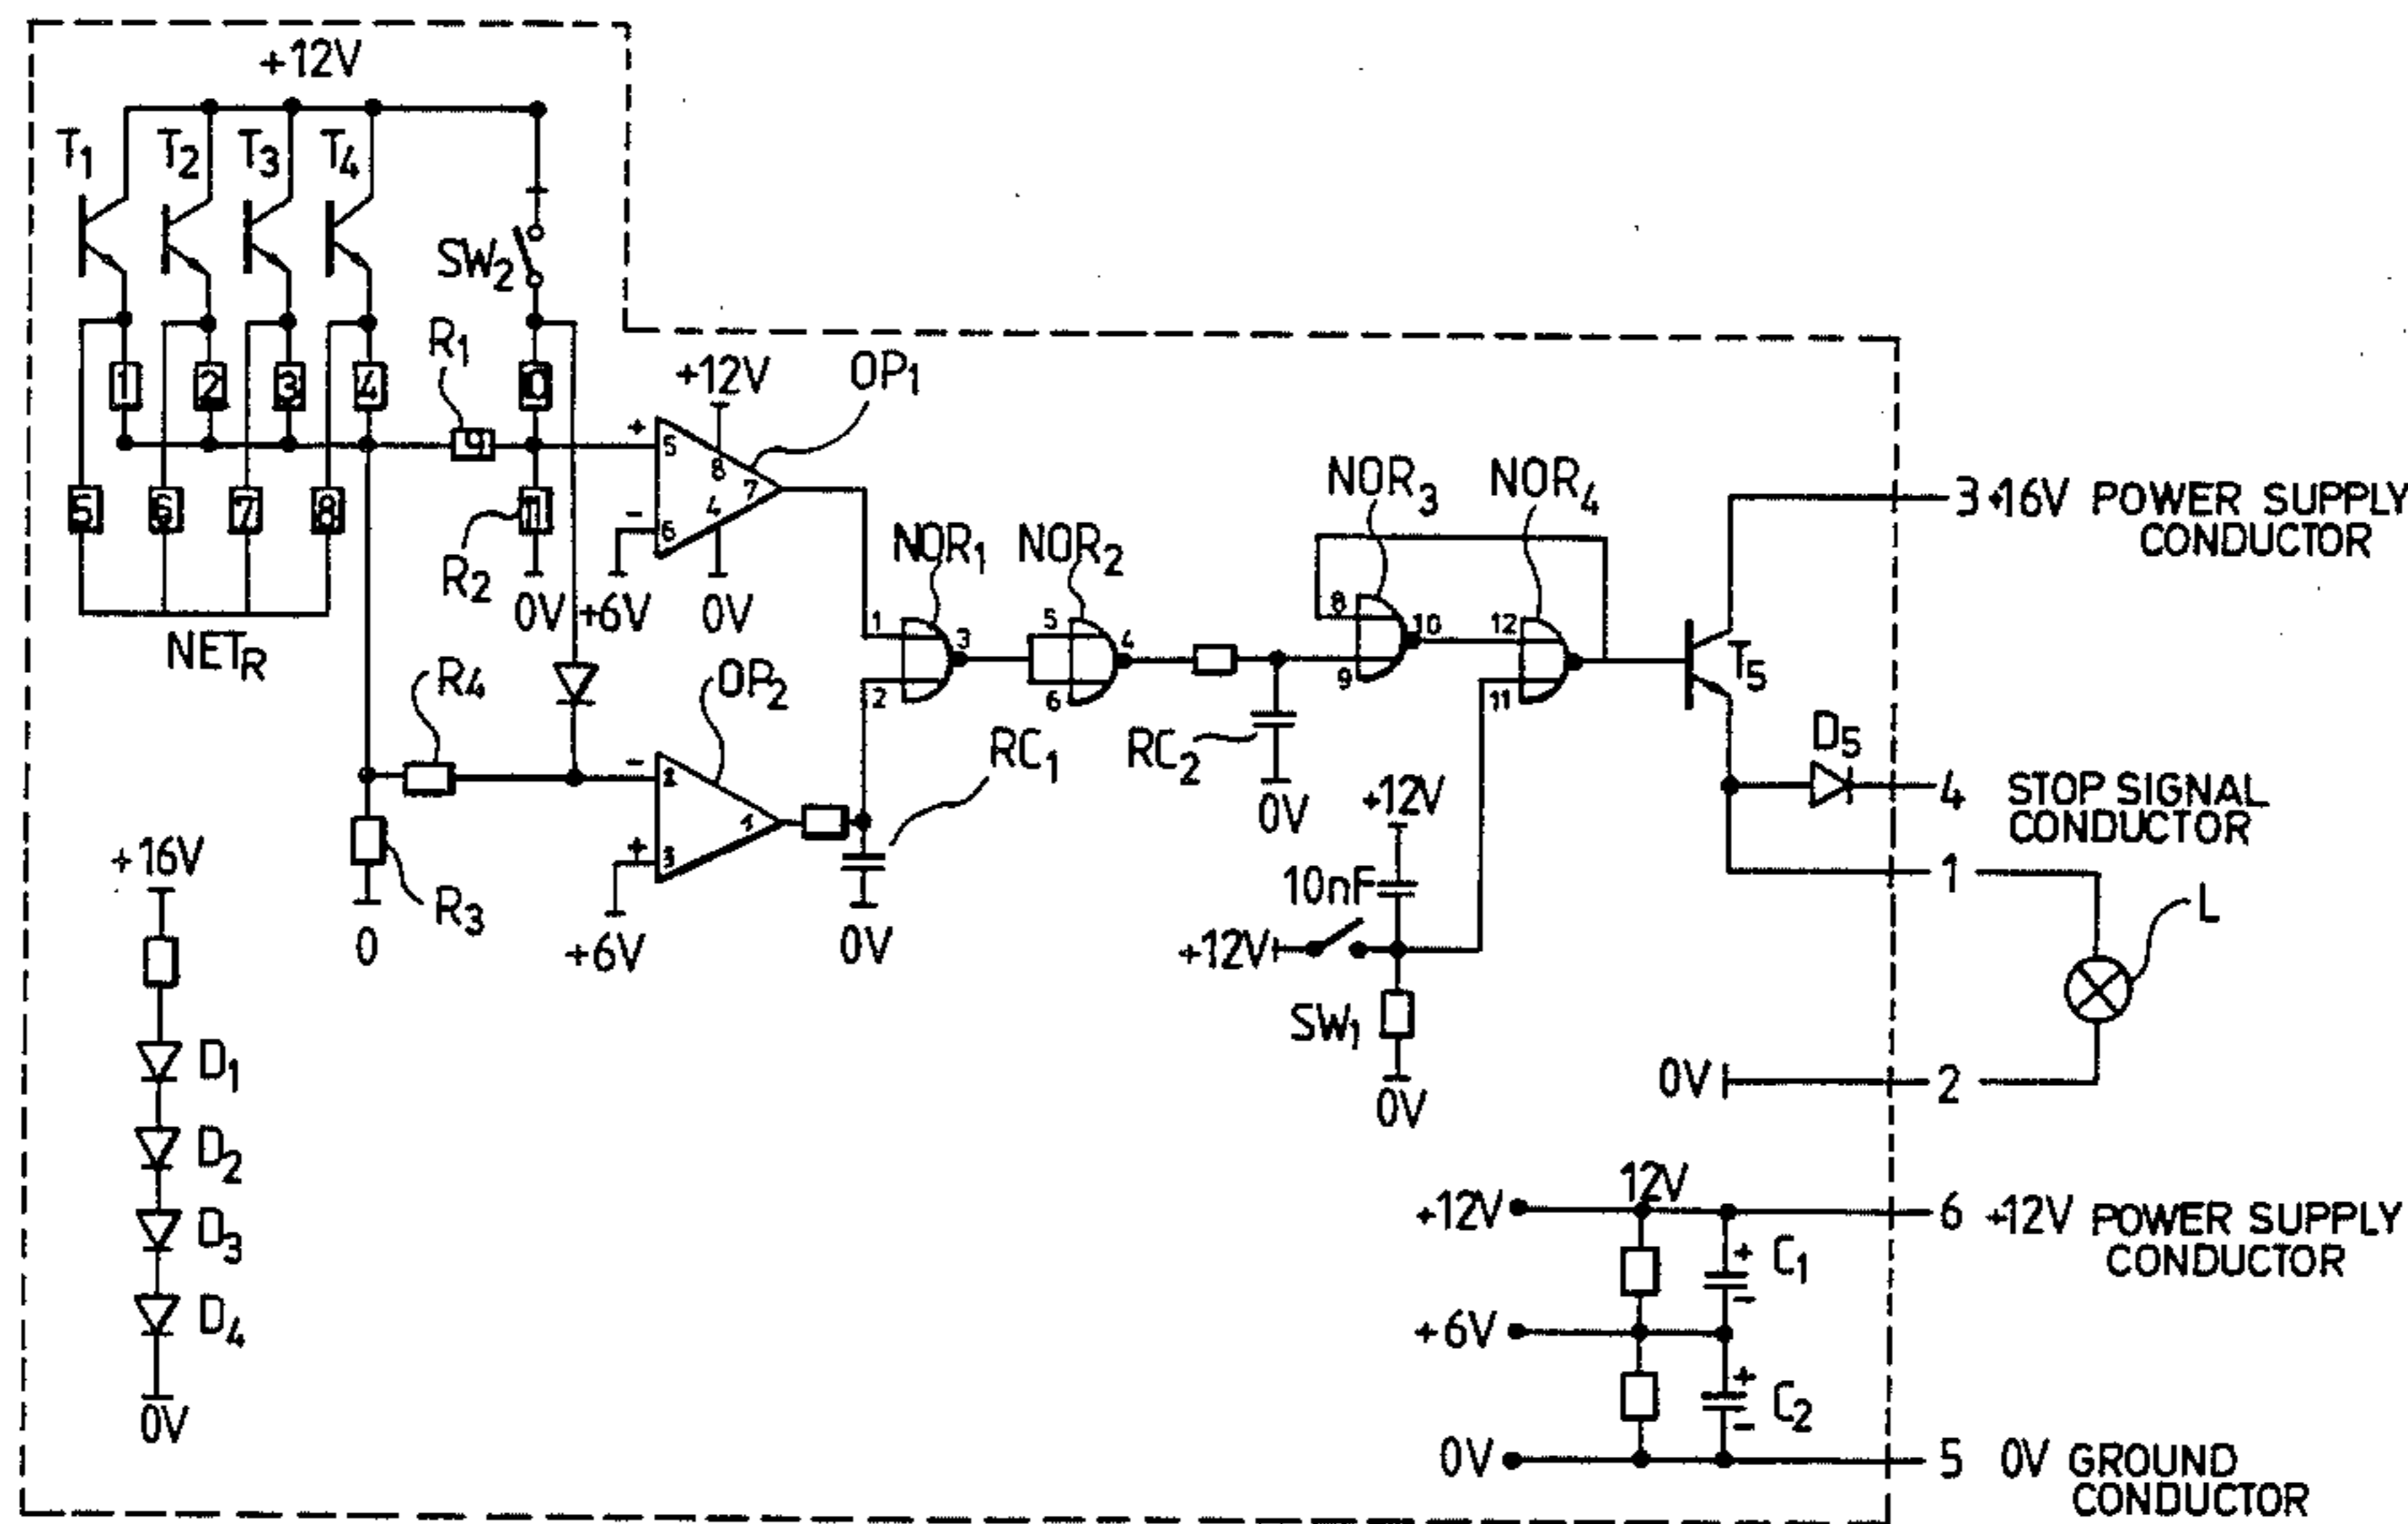 +12V
T1 T2 T3 T4
SW2
R1
1 2 3 4
9
10
5 6 7 8
11
R2
0V
NETR
+12V
OP1
+ 5
- 6
8
7
4
+6V
0V
R4
R3
0
OP2
- 2
+ 3
1
+6V
RC1
0V
NOR1
1
2
3
NOR2
5
6
4
RC2
0V
NOR3
8
9
10
NOR4
12
11
T5
D5
+12V
10nF
+12V
SW1
0V
3 +16V POWER SUPPLY
CONDUCTOR
4 STOP SIGNAL
CONDUCTOR
1
L
0V 2
+16V
D1
D2
D3
D4
0V
+12V 12V 6 +12V POWER SUPPLY
CONDUCTOR
+ C1
-
+6V
+ C2
-
0V 5 0V GROUND
CONDUCTOR